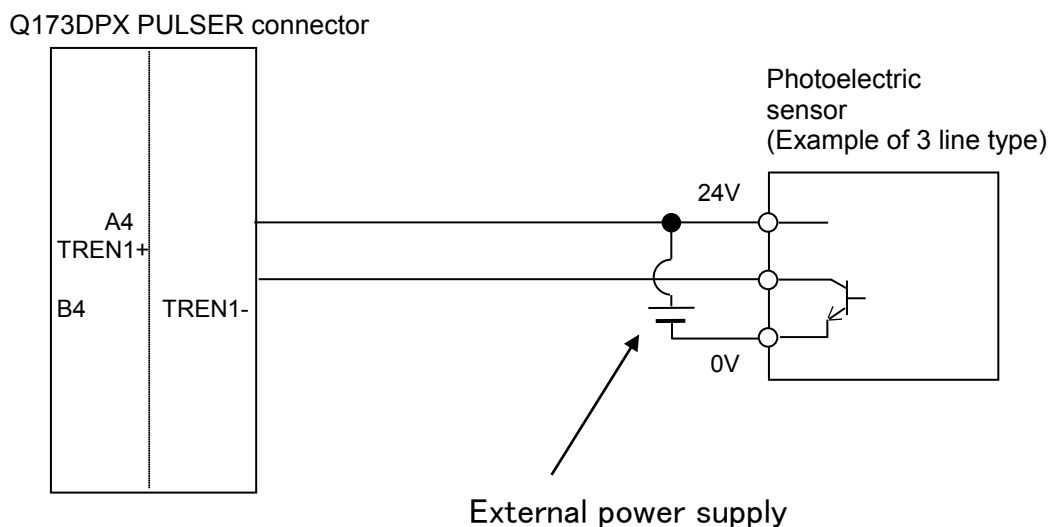 Q173DPX PULSER connector
Photoelectric
sensor
(Example of 3 line type)
24V
A4
TREN1+
B4
TREN1-
0V
External power supply